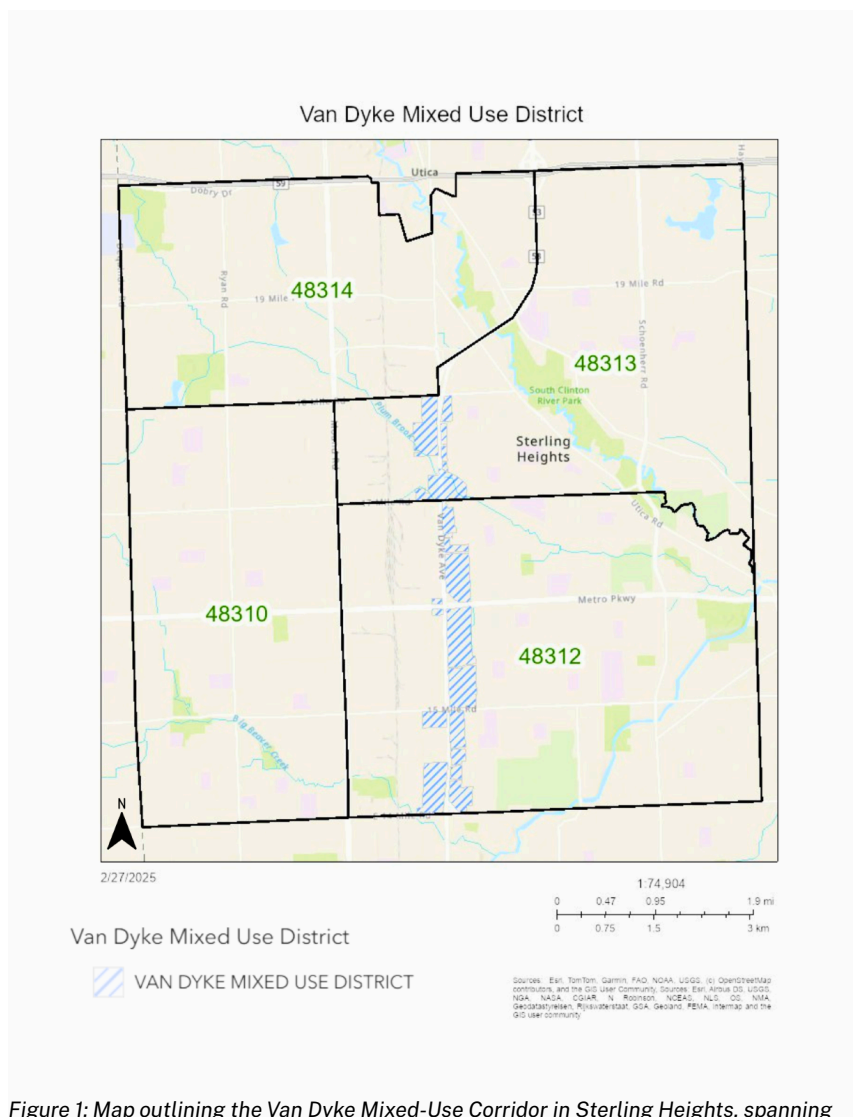 Van Dyke Mixed Use District
Utica
59
Dobry Dr
53
53
Ryan Rd
48314
19 Mile
19 Mile Rd
Schoenherr Rd
48313
South Clinton
River Park
Plum Brook
Sterling
Heights
Utica Rd
Van Dyke Ave
Metro Pkwy
48310
48312
15 Mile Rd
Big Beaver Creek
N
2/27/2025
1:74,904
0 0.47 0.95 1.9 mi
0 0.75 1.5 3 km
Van Dyke Mixed Use District
VAN DYKE MIXED USE DISTRICT
Sources: Esri, TomTom, Garmin, FAO, NOAA, USGS, (c) OpenStreetMap
contributors, and the GIS User Community, Sources: Esri, Airbus DS, USGS,
NGA, NASA, CGIAR, N Robinson, NCEAS, NLS, OS, NMA,
Geodatastyrelsen, Rijkswaterstaat, GSA, Geoland, FEMA, Intermap and the
GIS user community
Figure 1: Map outlining the Van Dyke Mixed-Use Corridor in Sterling Heights, spanning